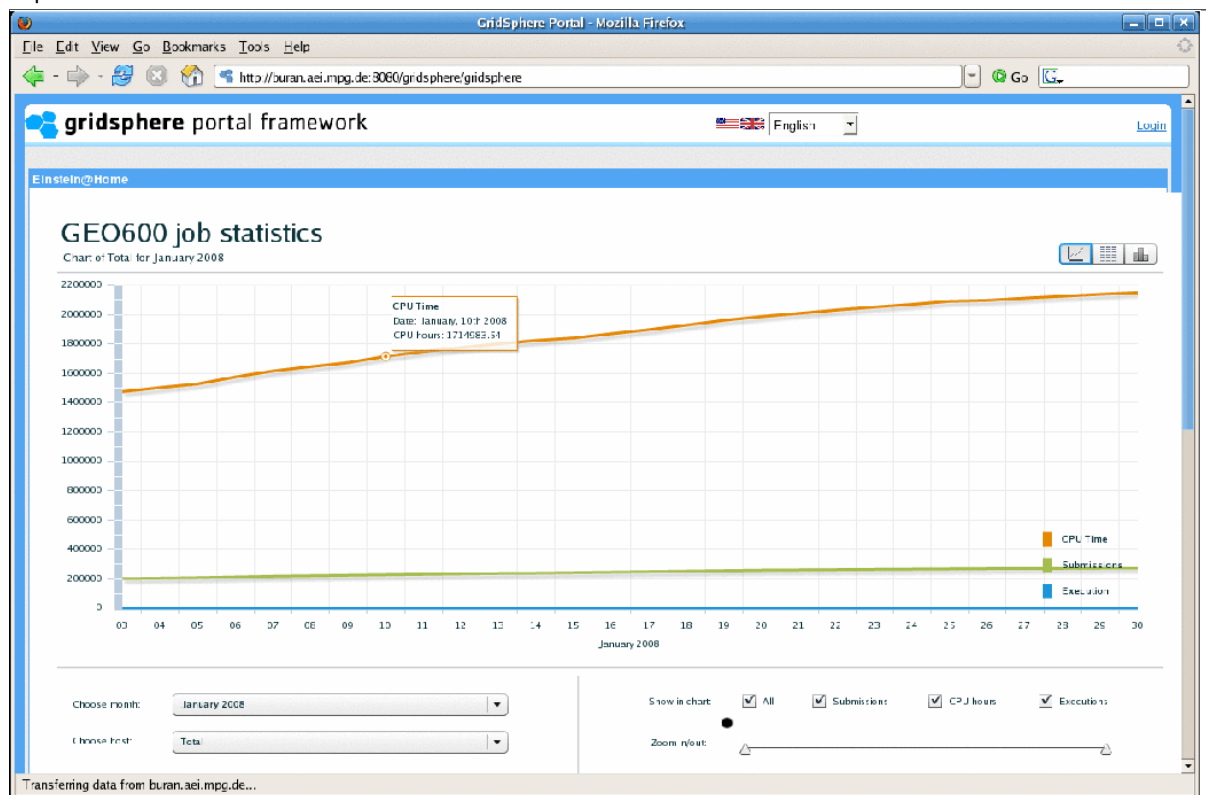 GridSphere Portal - Mozilla Firefox
File Edit View Go Bookmarks Tools Help
http://buran.aei.mpg.de:8080/gridsphere/gridsphere
Go
G
gridsphere portal framework
English
Login
Einstein@Home
GEO600 job statistics
Chart of Total for January 2008
2200000
2000000
1800000
1600000
1400000
1200000
1000000
800000
600000
400000
200000
0
CPU Time
Date: January, 10th 2008
CPU hours: 1714983.54
CPU Time
Submissions
Execution
03 04 05 06 07 08 09 10 11 12 13 14 15 16 17 18 19 20 21 22 23 24 25 26 27 28 29 30
January 2008
Choose month: January 2008
Choose host: Total
Show in chart: All Submissions CPU hours Executions
Zoom in/out:
Transferring data from buran.aei.mpg.de...